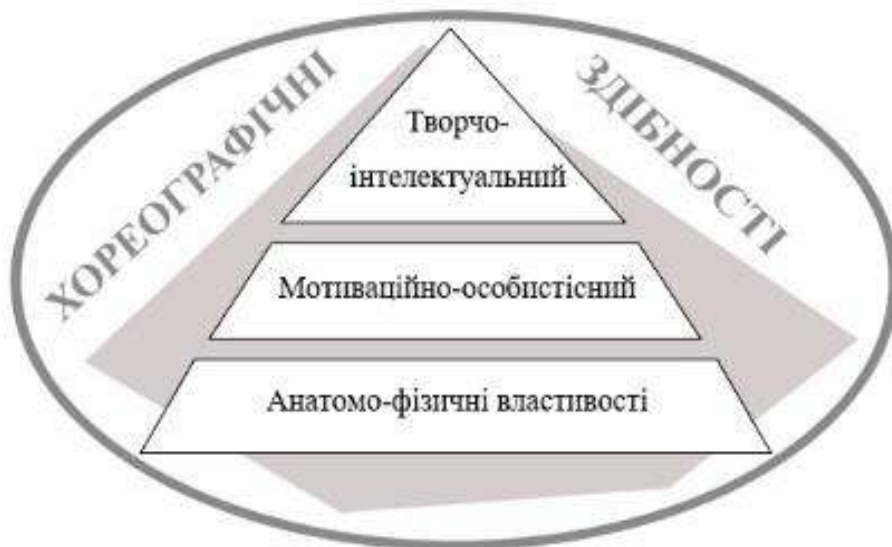 ХОРЕОГРАФІЧНІ
ЗДІБНОСТІ
Творчо-
інтелектуальний
Мотиваційно-особистісний
Анатомо-фізичні властивості